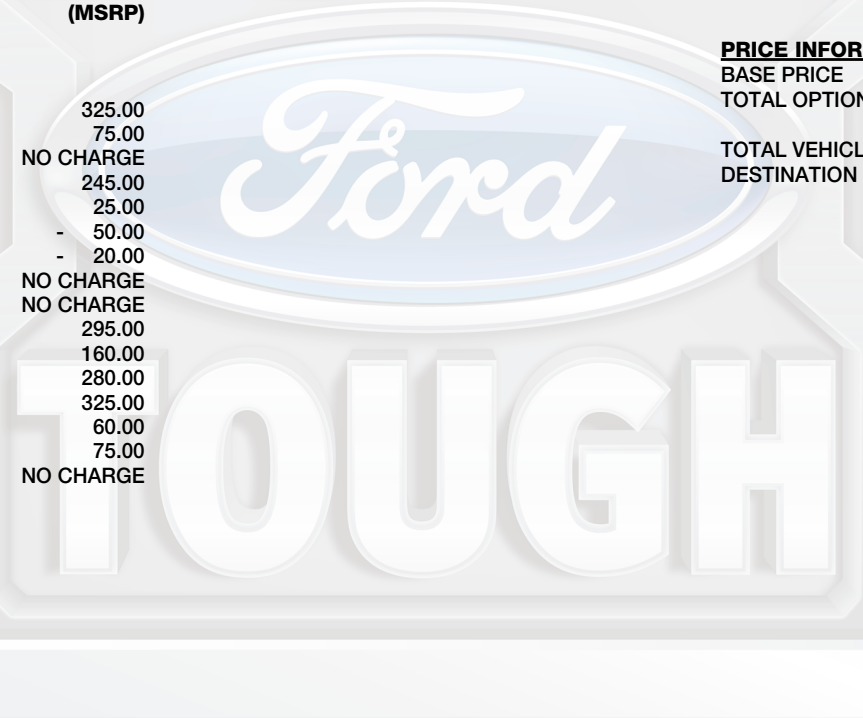 (MSRP)
325.00
75.00
NO CHARGE
245.00
25.00
- 50.00
- 20.00
NO CHARGE
NO CHARGE
295.00
160.00
280.00
325.00
60.00
75.00
NO CHARGE
PRICE INFOR
BASE PRICE
TOTAL OPTION
TOTAL VEHICL
DESTINATION
Ford
TOUGH